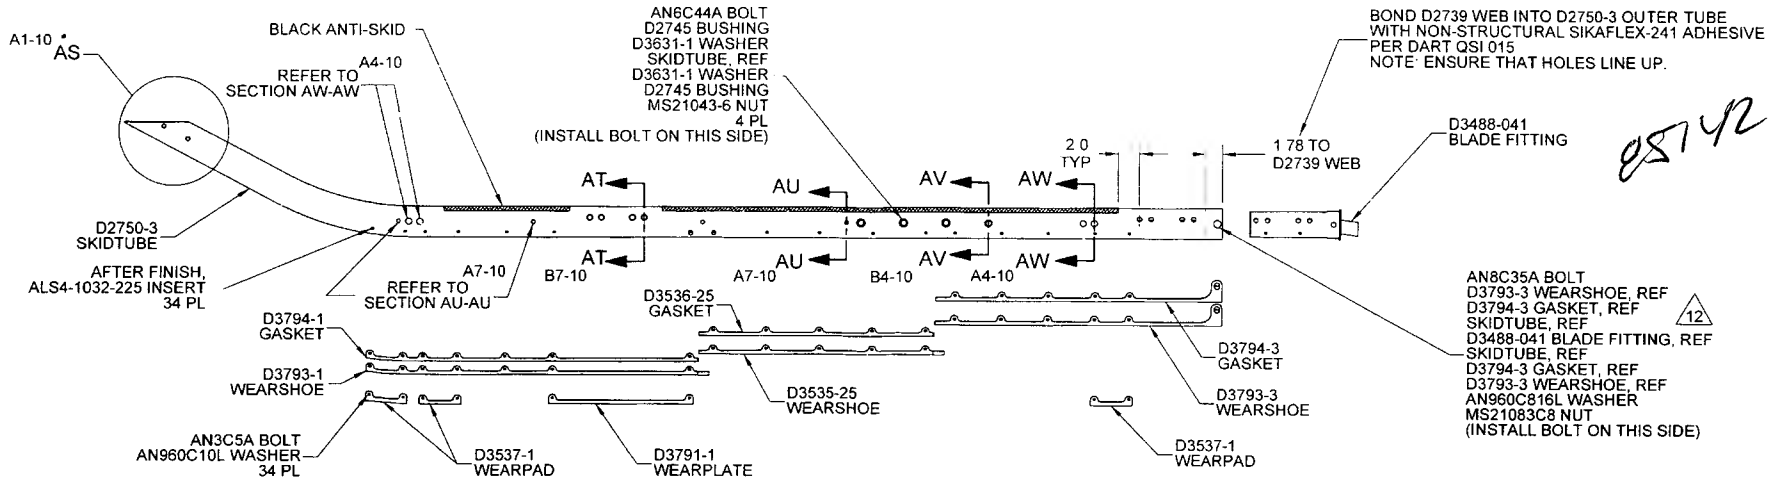 A1-10
AS
BLACK ANTI-SKID
REFER TO
SECTION AW-AW
A4-10
AN6C44A BOLT
D2745 BUSHING
D3631-1 WASHER
SKIDTUBE, REF
D3631-1 WASHER
D2745 BUSHING
MS21043-6 NUT
4 PL
(INSTALL BOLT ON THIS SIDE)
BOND D2739 WEB INTO D2750-3 OUTER TUBE
WITH NON-STRUCTURAL SIKAFLEX-241 ADHESIVE
PER DART QSI 015
NOTE: ENSURE THAT HOLES LINE UP.
2.0
TYP
1.78 TO
D2739 WEB
D3488-041
BLADE FITTING
85742
AT
AU
AV
AW
D2750-3
SKIDTUBE
AFTER FINISH,
ALS4-1032-225 INSERT
34 PL
REFER TO
SECTION AU-AU
A7-10
AT
B7-10
A7-10
AU
B4-10
AV
A4-10
AW
D3794-1
GASKET
D3793-1
WEARSHOE
AN3C5A BOLT
AN960C10L WASHER
34 PL
D3537-1
WEARPAD
D3791-1
WEARPLATE
D3536-25
GASKET
D3535-25
WEARSHOE
D3794-3
GASKET
D3793-3
WEARSHOE
D3537-1
WEARPAD
AN8C35A BOLT
D3793-3 WEARSHOE, REF
D3794-3 GASKET, REF
SKIDTUBE, REF
D3488-041 BLADE FITTING, REF
SKIDTUBE, REF
D3794-3 GASKET, REF
D3793-3 WEARSHOE, REF
AN960C816L WASHER
MS21083C8 NUT
(INSTALL BOLT ON THIS SIDE)
12